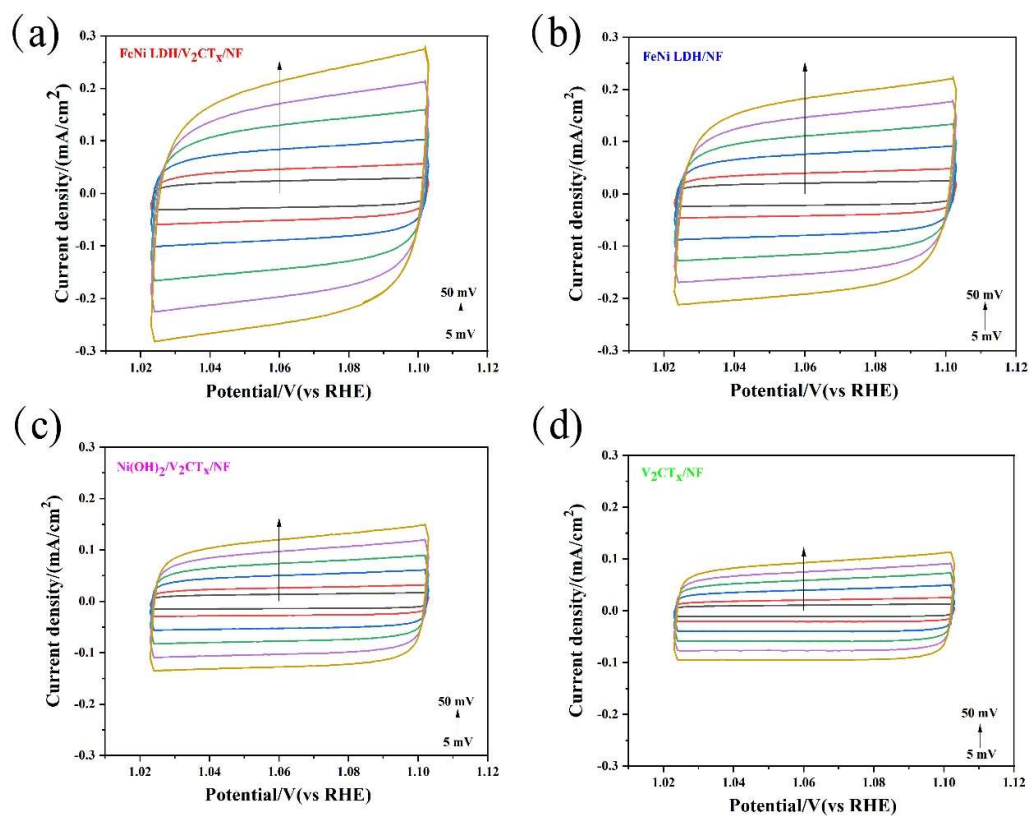 (a)
FeNi LDH/V₂CTₓ/NF
Current density/(mA/cm²)
0.3
0.2
0.1
0.0
-0.1
-0.2
-0.3
50 mV
5 mV
1.02 1.04 1.06 1.08 1.10 1.12
Potential/V(vs RHE)
(b)
FeNi LDH/NF
Current density/(mA/cm²)
0.3
0.2
0.1
0.0
-0.1
-0.2
-0.3
50 mV
5 mV
1.02 1.04 1.06 1.08 1.10 1.12
Potential/V(vs RHE)
(c)
Ni(OH)₂/V₂CTₓ/NF
Current density/(mA/cm²)
0.3
0.2
0.1
0.0
-0.1
-0.2
-0.3
50 mV
5 mV
1.02 1.04 1.06 1.08 1.10 1.12
Potential/V(vs RHE)
(d)
V₂CTₓ/NF
Current density/(mA/cm²)
0.3
0.2
0.1
0.0
-0.1
-0.2
-0.3
50 mV
5 mV
1.02 1.04 1.06 1.08 1.10 1.12
Potential/V(vs RHE)